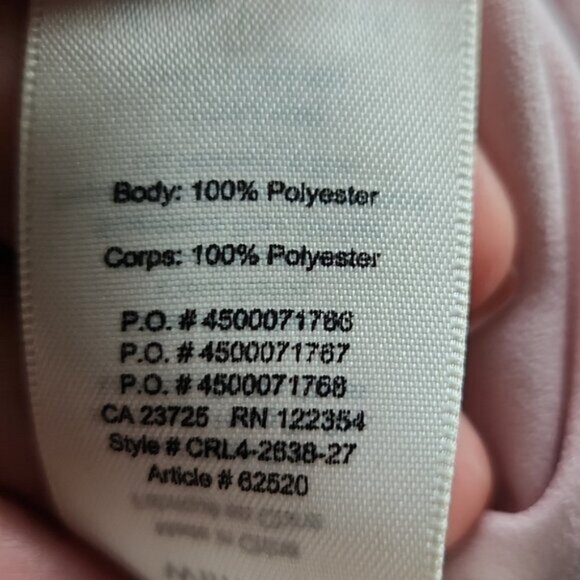 Body: 100% Polyester
Corps: 100% Polyester
P.O. # 4500071766
P.O. # 4500071767
P.O. # 4500071768
CA 23725 RN 122354
Style # CRL4-2638-27
Article # 62520